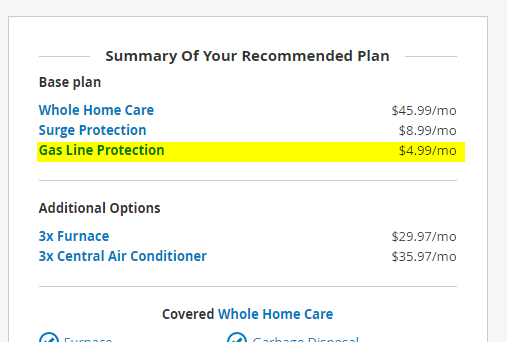 Summary Of Your Recommended Plan
Base plan
Whole Home Care $45.99/mo
Surge Protection $8.99/mo
Gas Line Protection $4.99/mo
Additional Options
3x Furnace $29.97/mo
3x Central Air Conditioner $35.97/mo
Covered Whole Home Care
Furnace Garbage Disposal